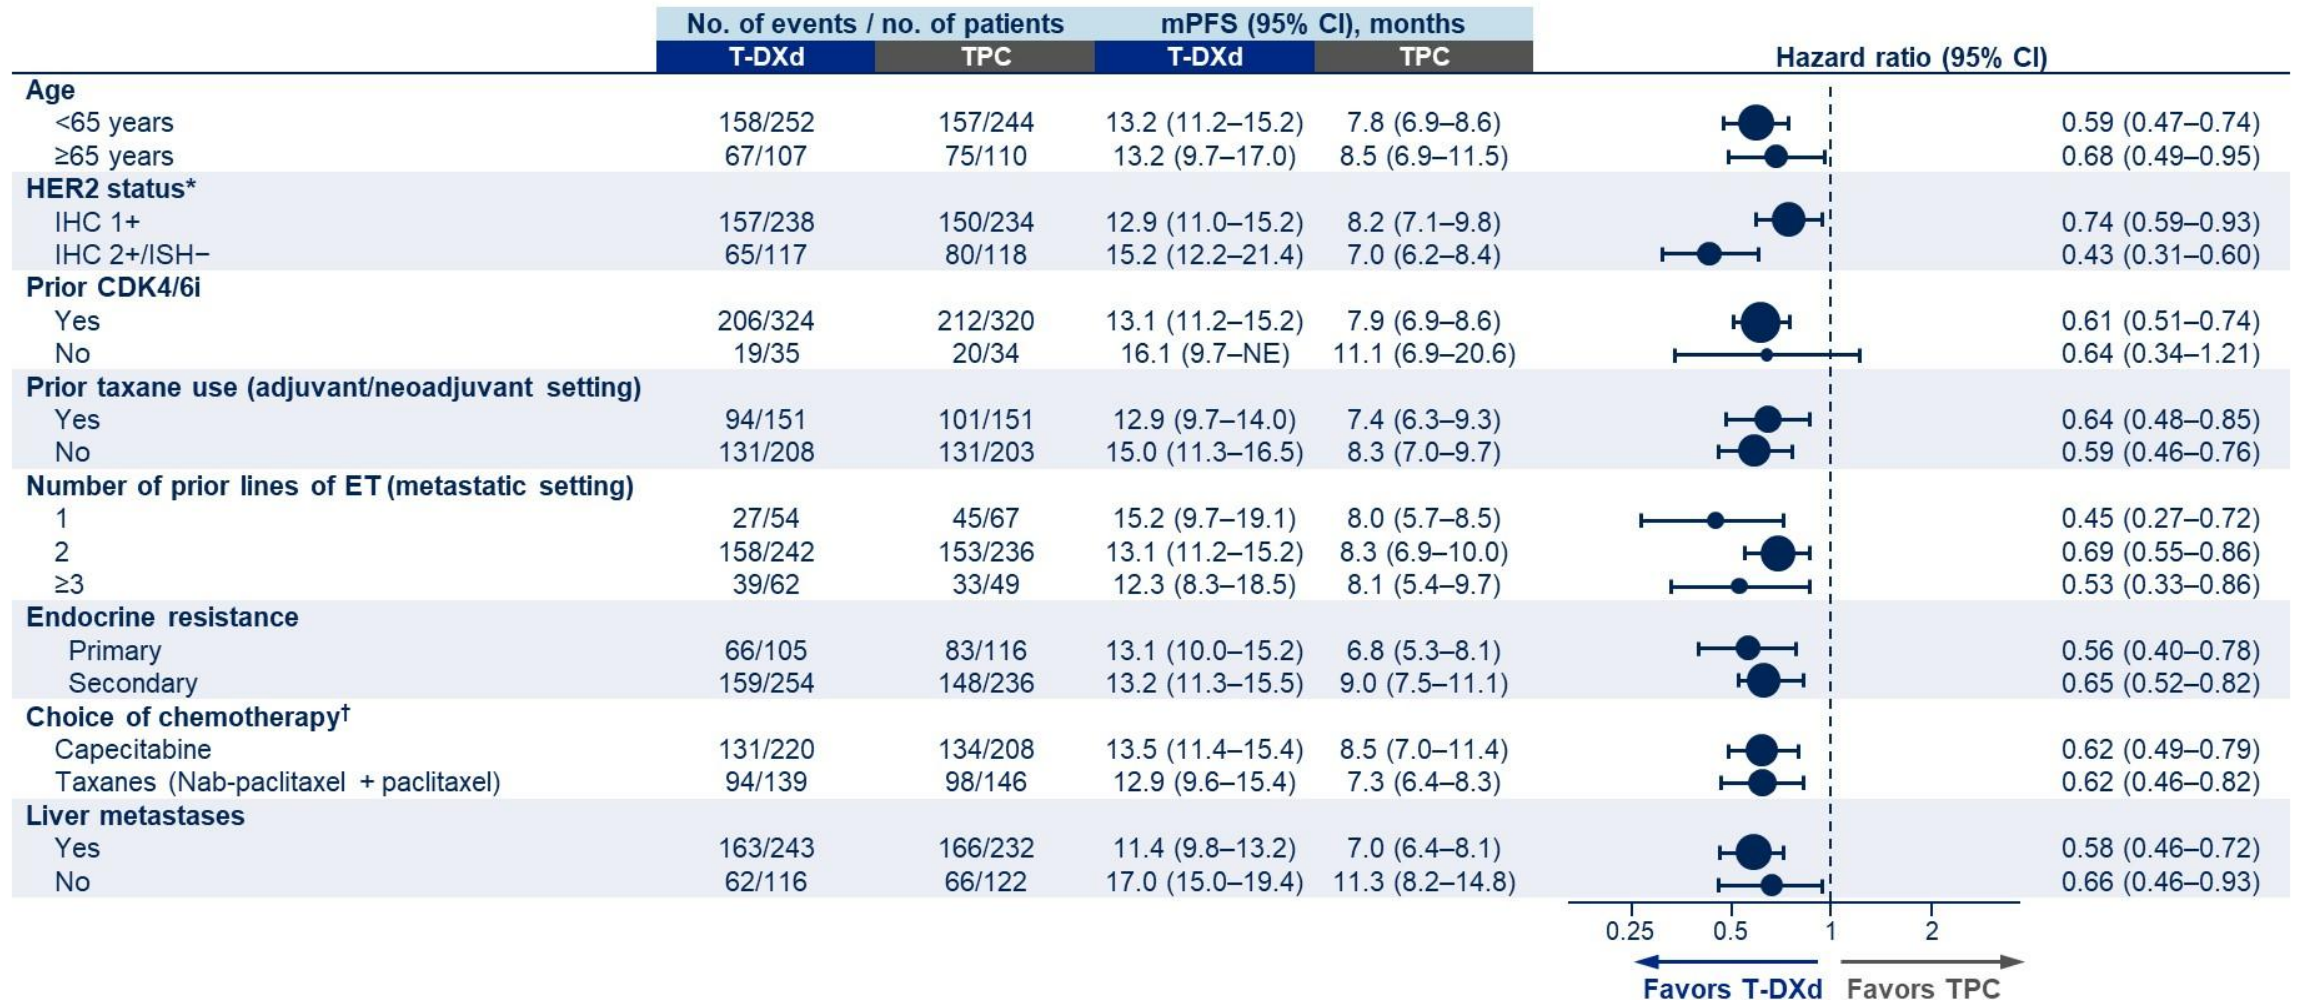 No. of events / no. of patients mPFS (95% CI), months
T-DXd TPC T-DXd TPC Hazard ratio (95% CI)
Age
<65 years 158/252 157/244 13.2 (11.2–15.2) 7.8 (6.9–8.6) 0.59 (0.47–0.74)
≥65 years 67/107 75/110 13.2 (9.7–17.0) 8.5 (6.9–11.5) 0.68 (0.49–0.95)
HER2 status*
IHC 1+ 157/238 150/234 12.9 (11.0–15.2) 8.2 (7.1–9.8) 0.74 (0.59–0.93)
IHC 2+/ISH− 65/117 80/118 15.2 (12.2–21.4) 7.0 (6.2–8.4) 0.43 (0.31–0.60)
Prior CDK4/6i
Yes 206/324 212/320 13.1 (11.2–15.2) 7.9 (6.9–8.6) 0.61 (0.51–0.74)
No 19/35 20/34 16.1 (9.7–NE) 11.1 (6.9–20.6) 0.64 (0.34–1.21)
Prior taxane use (adjuvant/neoadjuvant setting)
Yes 94/151 101/151 12.9 (9.7–14.0) 7.4 (6.3–9.3) 0.64 (0.48–0.85)
No 131/208 131/203 15.0 (11.3–16.5) 8.3 (7.0–9.7) 0.59 (0.46–0.76)
Number of prior lines of ET (metastatic setting)
1 27/54 45/67 15.2 (9.7–19.1) 8.0 (5.7–8.5) 0.45 (0.27–0.72)
2 158/242 153/236 13.1 (11.2–15.2) 8.3 (6.9–10.0) 0.69 (0.55–0.86)
≥3 39/62 33/49 12.3 (8.3–18.5) 8.1 (5.4–9.7) 0.53 (0.33–0.86)
Endocrine resistance
Primary 66/105 83/116 13.1 (10.0–15.2) 6.8 (5.3–8.1) 0.56 (0.40–0.78)
Secondary 159/254 148/236 13.2 (11.3–15.5) 9.0 (7.5–11.1) 0.65 (0.52–0.82)
Choice of chemotherapy†
Capecitabine 131/220 134/208 13.5 (11.4–15.4) 8.5 (7.0–11.4) 0.62 (0.49–0.79)
Taxanes (Nab-paclitaxel + paclitaxel) 94/139 98/146 12.9 (9.6–15.4) 7.3 (6.4–8.3) 0.62 (0.46–0.82)
Liver metastases
Yes 163/243 166/232 11.4 (9.8–13.2) 7.0 (6.4–8.1) 0.58 (0.46–0.72)
No 62/116 66/122 17.0 (15.0–19.4) 11.3 (8.2–14.8) 0.66 (0.46–0.93)
0.25 0.5 1 2
Favors T-DXd Favors TPC